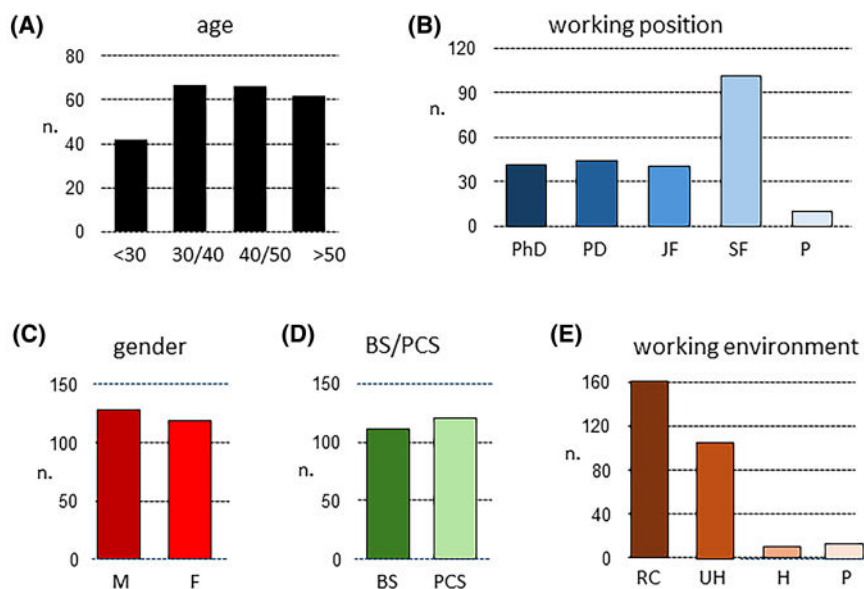 (A) age
80
60
n.
40
20
0
<30 30/40 40/50 >50
(B) working position
120
90
n.
60
30
0
PhD PD JF SF P
(C) gender
150
100
n.
50
0
M F
(D) BS/PCS
150
100
n.
50
0
BS PCS
(E) working environment
160
120
n.
80
40
0
RC UH H P